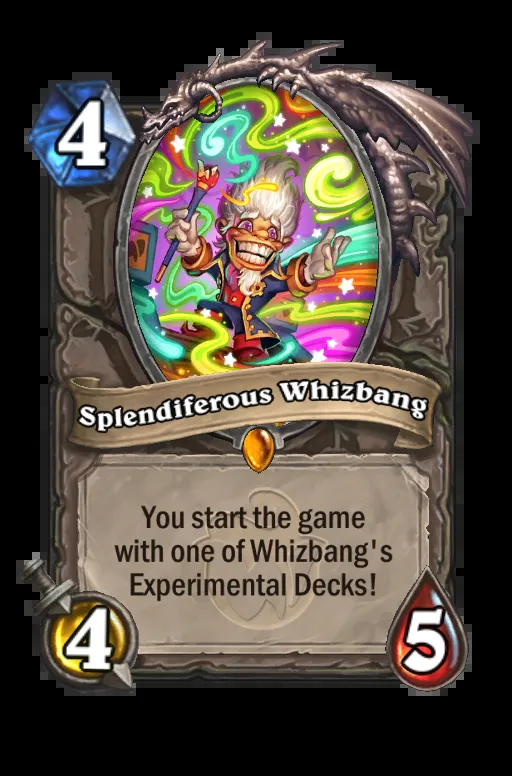 4
Splendiferous Whizbang
You start the game
with one of Whizbang's
Experimental Decks!
4
5